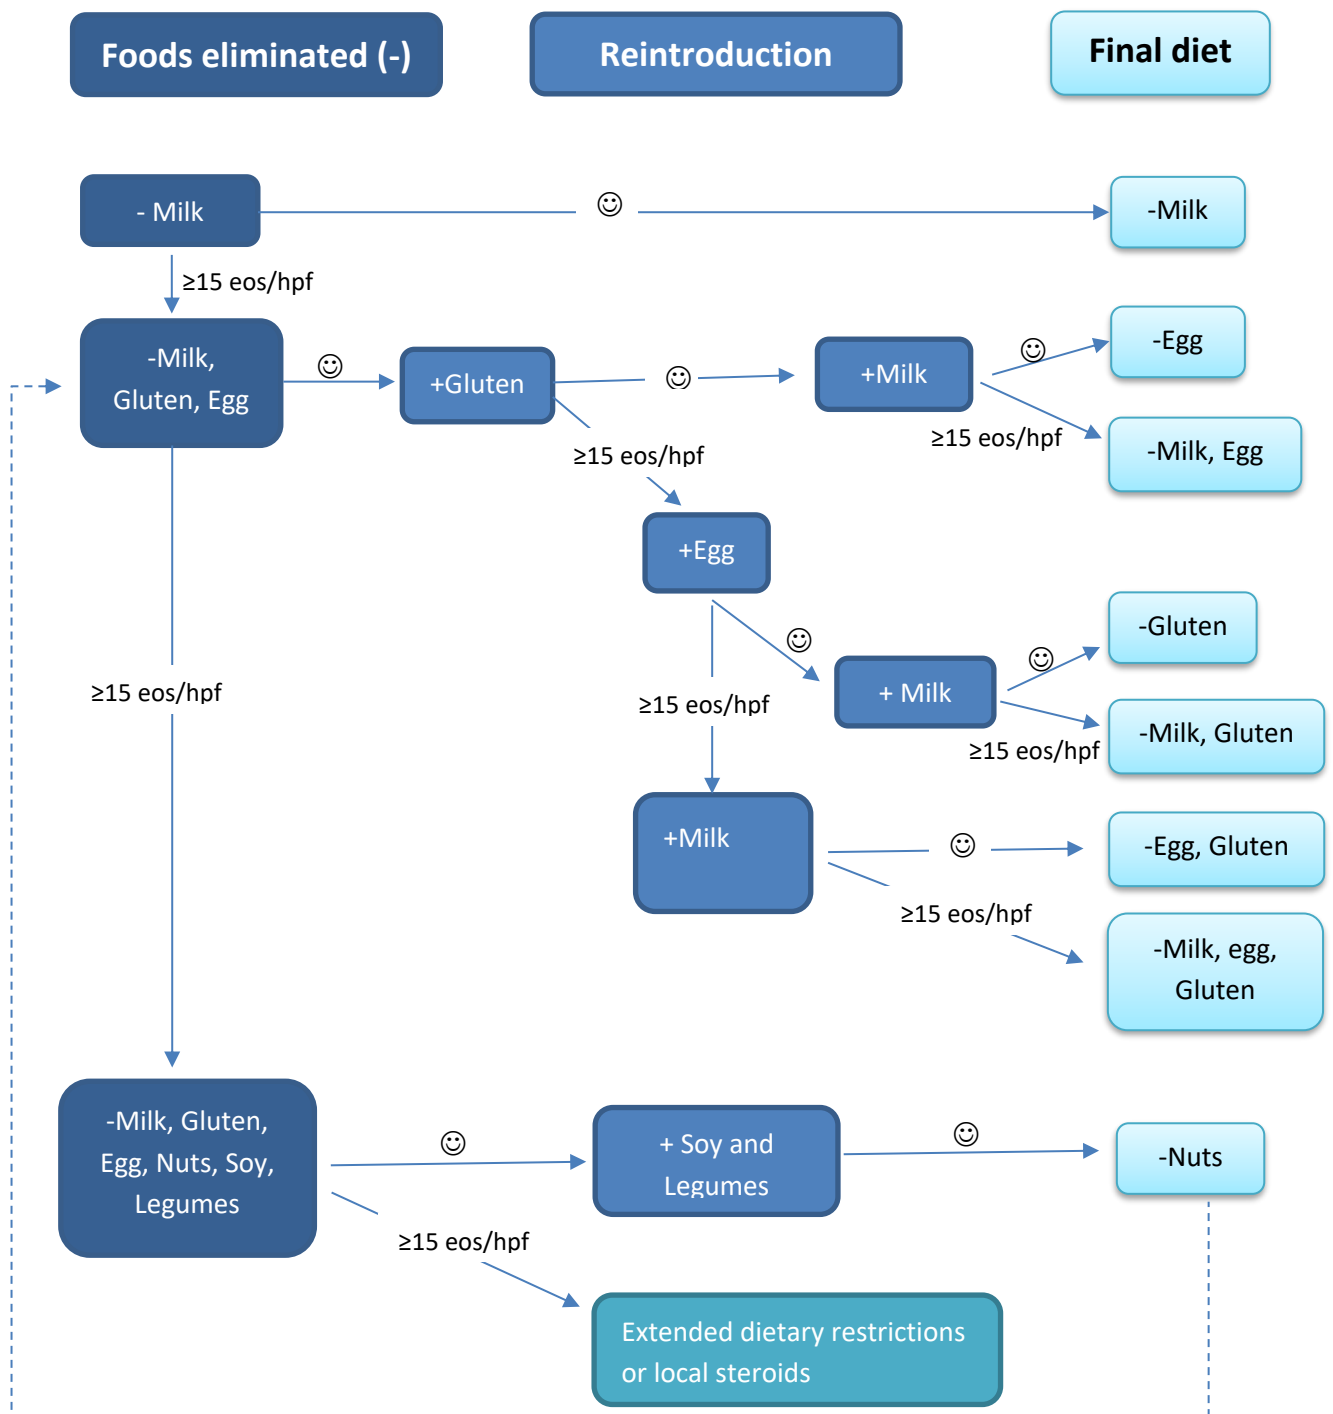 Foods eliminated (-)
Reintroduction
Final diet
- Milk
☺
-Milk
≥15 eos/hpf
-Milk,
Gluten, Egg
☺
+Gluten
☺
+Milk
☺
-Egg
≥15 eos/hpf
-Milk, Egg
≥15 eos/hpf
+Egg
☺
+ Milk
☺
-Gluten
≥15 eos/hpf
-Milk, Gluten
≥15 eos/hpf
≥15 eos/hpf
+Milk
☺
-Egg, Gluten
≥15 eos/hpf
-Milk, egg,
Gluten
-Milk, Gluten,
Egg, Nuts, Soy,
Legumes
☺
+ Soy and
Legumes
☺
-Nuts
≥15 eos/hpf
Extended dietary restrictions
or local steroids